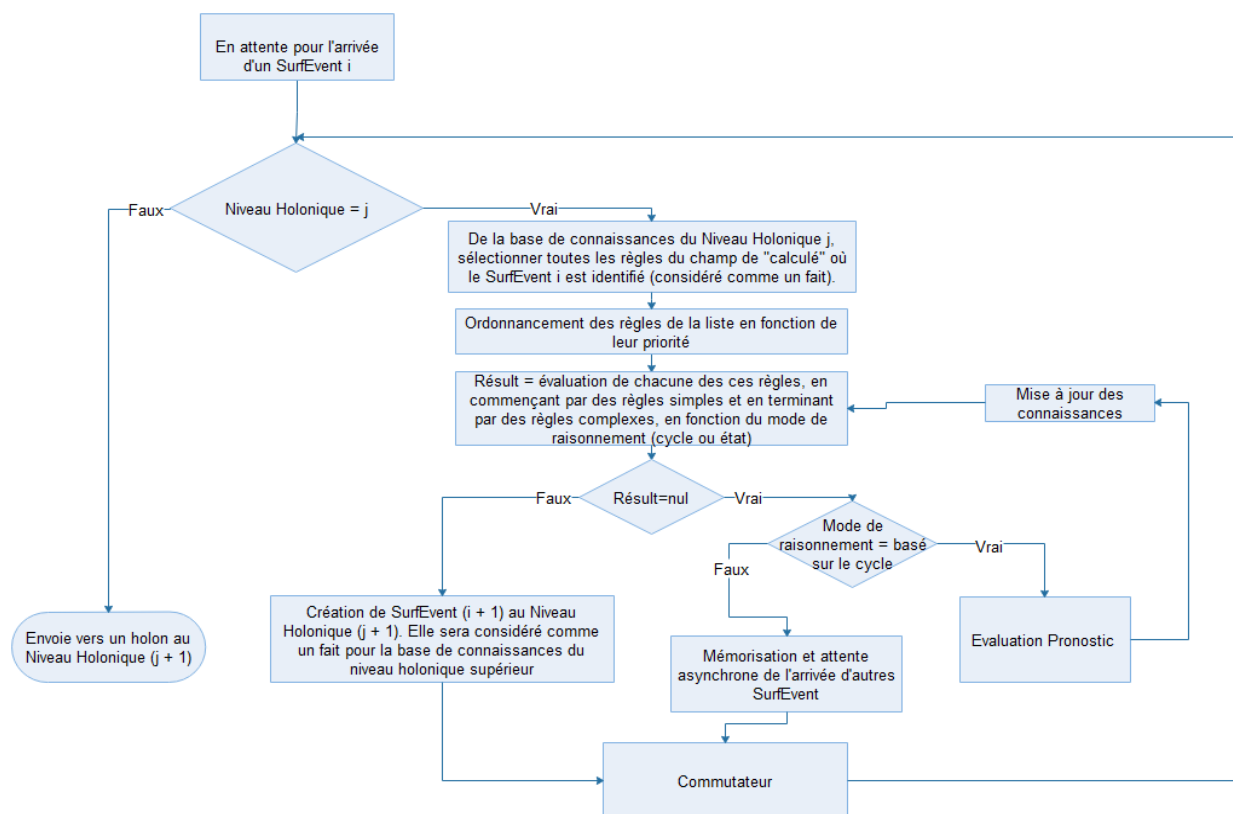 En attente pour l'arrivée
d'un SurfEvent i
Niveau Holonique = j
Faux
Vrai
De la base de connaissances du Niveau Holonique j,
sélectionner toutes les règles du champ de "calculé" où
le SurfEvent i est identifié (considéré comme un fait).
Ordonnancement des règles de la liste en fonction de
leur priorité
Résult = évaluation de chacune des ces règles, en
commençant par des règles simples et en terminant
par des règles complexes, en fonction du mode de
raisonnement (cycle ou état)
Mise à jour des
connaissances
Faux
Résult=nul
Vrai
Mode de
raisonnement = basé
sur le cycle
Faux
Vrai
Création de SurfEvent (i + 1) au Niveau
Holonique (j + 1). Elle sera considéré comme
un fait pour la base de connaissances du
niveau holonique supérieur
Envoie vers un holon au
Niveau Holonique (j + 1)
Mémorisation et attente
asynchrone de l'arrivée d'autres
SurfEvent
Evaluation Pronostic
Commutateur